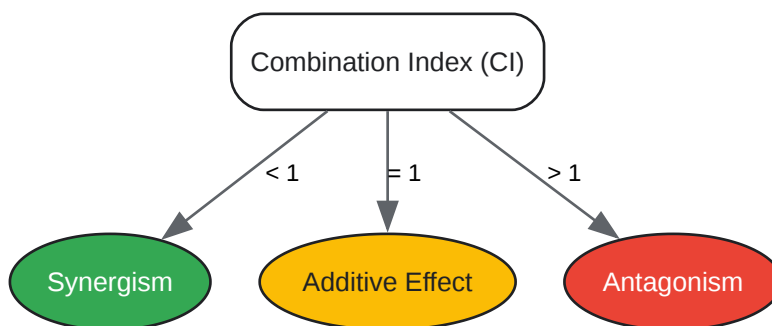 Combination Index (CI)
< 1
= 1
> 1
Synergism
Additive Effect
Antagonism